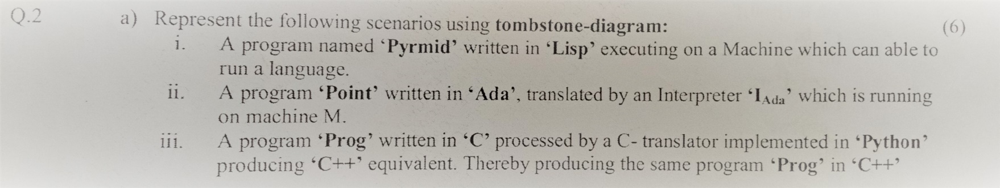 Q.2 a) Represent the following scenarios using tombstone-diagram: (6)
i. A program named ‘Pyrmid’ written in ‘Lisp’ executing on a Machine which can able to
run a language.
ii. A program ‘Point’ written in ‘Ada’, translated by an Interpreter ‘IAda’ which is running
on machine M.
iii. A program ‘Prog’ written in ‘C’ processed by a C- translator implemented in ‘Python’
producing ‘C++’ equivalent. Thereby producing the same program ‘Prog’ in ‘C++’